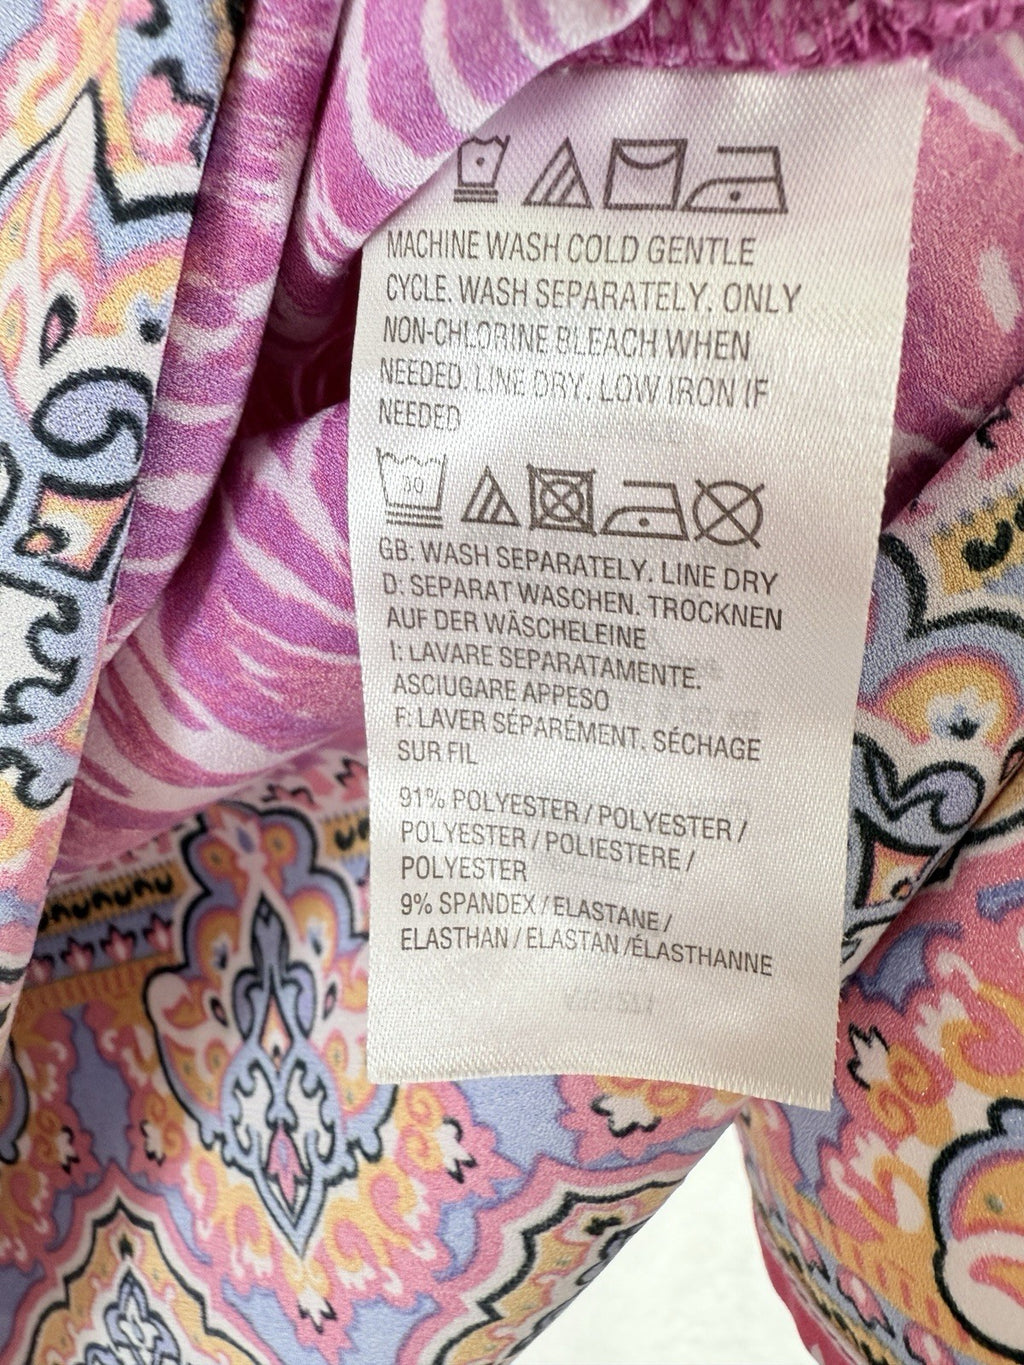 MACHINE WASH COLD GENTLE
CYCLE. WASH SEPARATELY. ONLY
NON-CHLORINE BLEACH WHEN
NEEDED. LINE DRY. LOW IRON IF
NEEDED
30
GB: WASH SEPARATELY. LINE DRY
D: SEPARAT WASCHEN. TROCKNEN
AUF DER WÄSCHELEINE
I: LAVARE SEPARATAMENTE.
ASCIUGARE APPESO
F: LAVER SÉPARÉMENT. SÉCHAGE
SUR FIL
91% POLYESTER / POLYESTER /
POLYESTER / POLIESTERE /
POLYESTER
9% SPANDEX / ELASTANE /
ELASTHAN / ELASTAN /ÉLASTHANNE